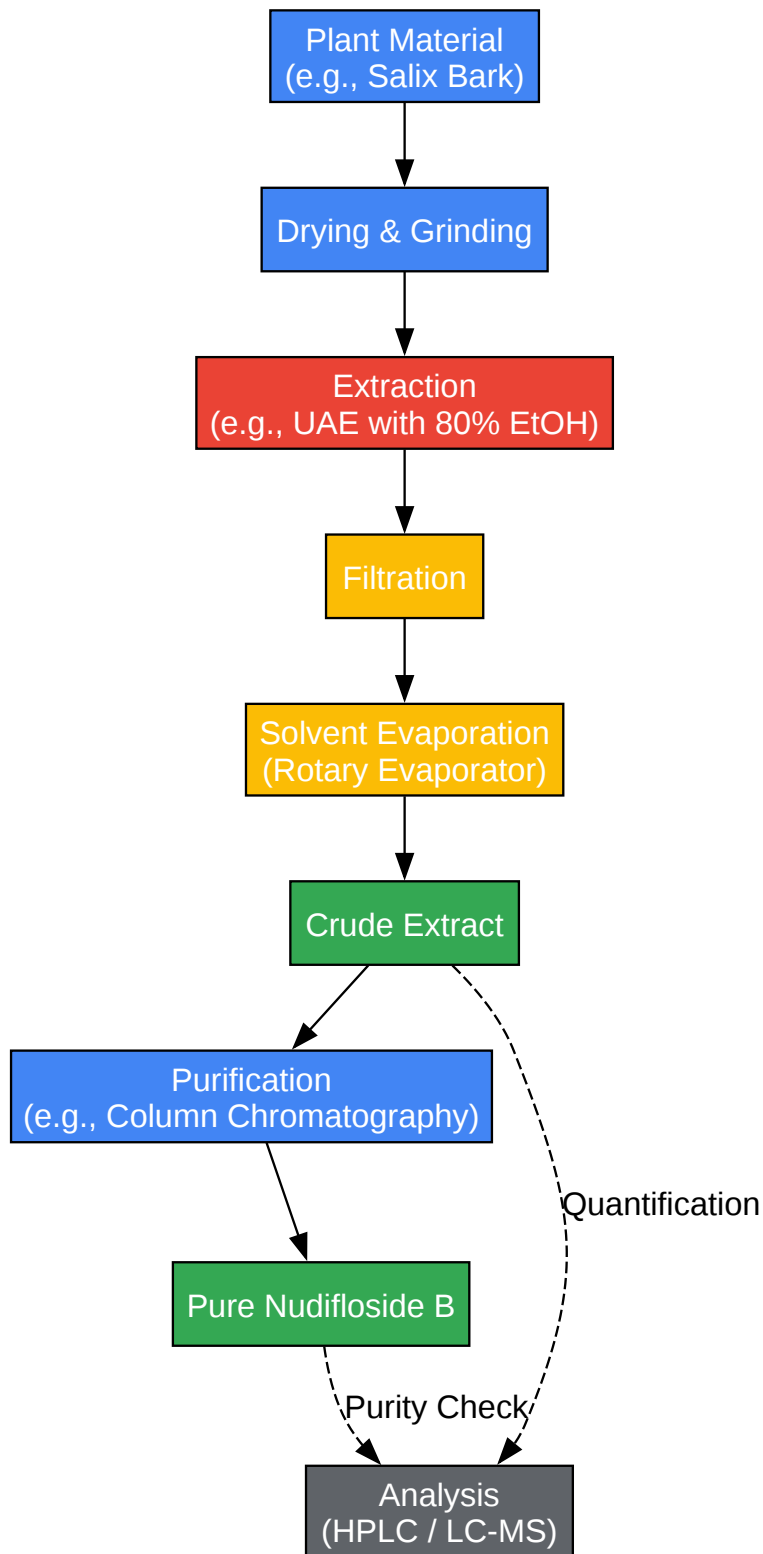 Plant Material
(e.g., Salix Bark)
Drying & Grinding
Extraction
(e.g., UAE with 80% EtOH)
Filtration
Solvent Evaporation
(Rotary Evaporator)
Crude Extract
Purification
(e.g., Column Chromatography)
Quantification
Pure Nudifloside B
Purity Check
Analysis
(HPLC / LC-MS)